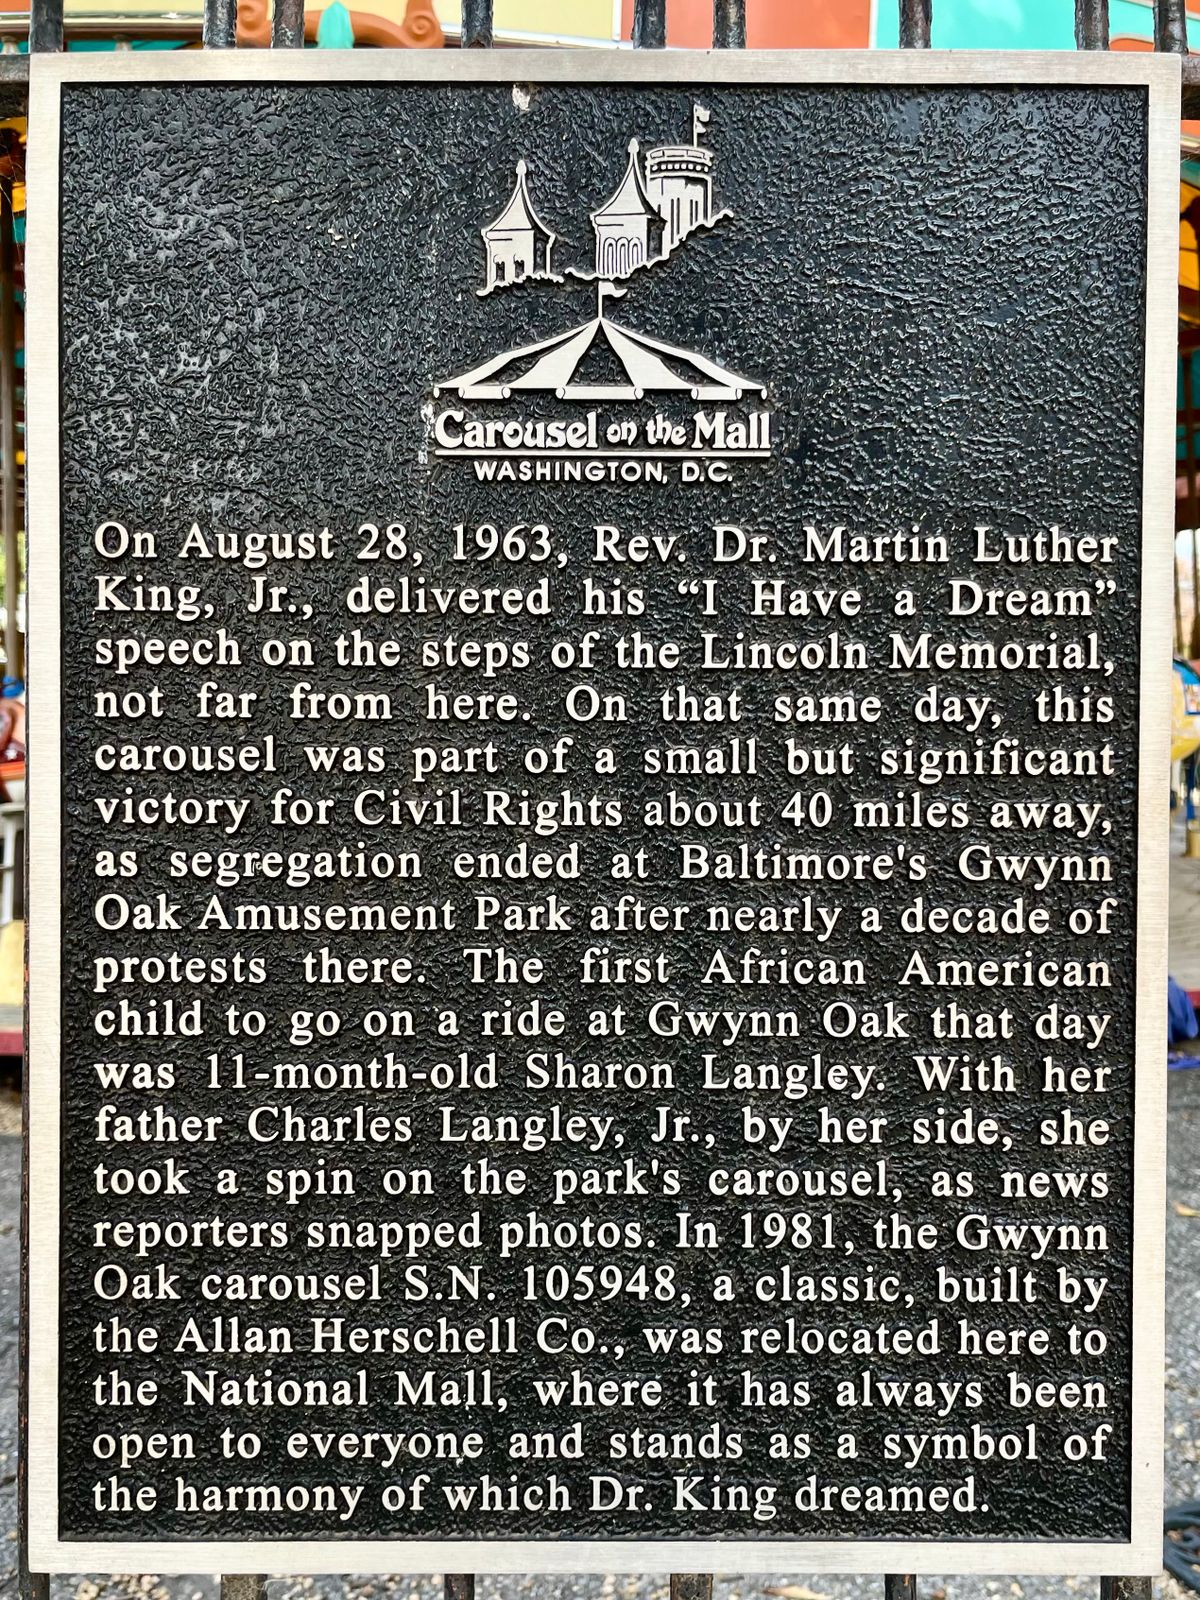 Carousel on the Mall
WASHINGTON, D.C.
On August 28, 1963, Rev. Dr. Martin Luther
King, Jr., delivered his “I Have a Dream”
speech on the steps of the Lincoln Memorial,
not far from here. On that same day, this
carousel was part of a small but significant
victory for Civil Rights about 40 miles away,
as segregation ended at Baltimore's Gwynn
Oak Amusement Park after nearly a decade of
protests there. The first African American
child to go on a ride at Gwynn Oak that day
was 11-month-old Sharon Langley. With her
father Charles Langley, Jr., by her side, she
took a spin on the park's carousel, as news
reporters snapped photos. In 1981, the Gwynn
Oak carousel S.N. 105948, a classic, built by
the Allan Herschell Co., was relocated here to
the National Mall, where it has always been
open to everyone and stands as a symbol of
the harmony of which Dr. King dreamed.